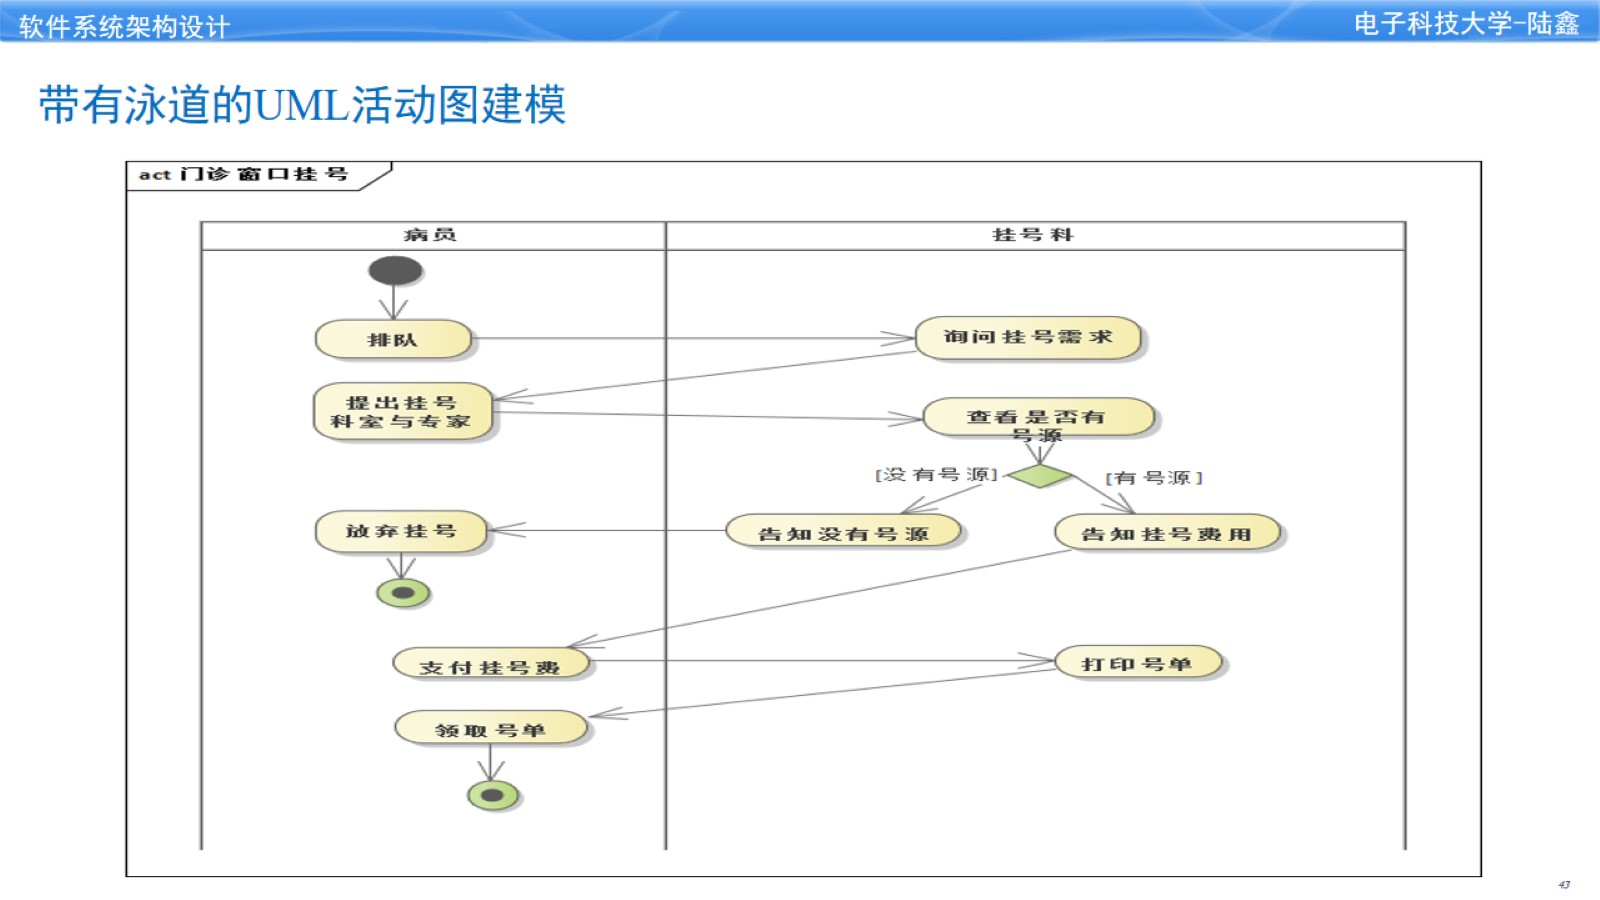 软件系统架构设计
电子科技大学-陆鑫
带有泳道的UML活动图建模
act 门诊窗口挂号
病员
挂号科
排队
询问挂号需求
提出挂号
科室与专家
查看是否有
号源
[没有号源]
[有号源]
放弃挂号
告知没有号源
告知挂号费用
支付挂号费
打印号单
领取号单
43